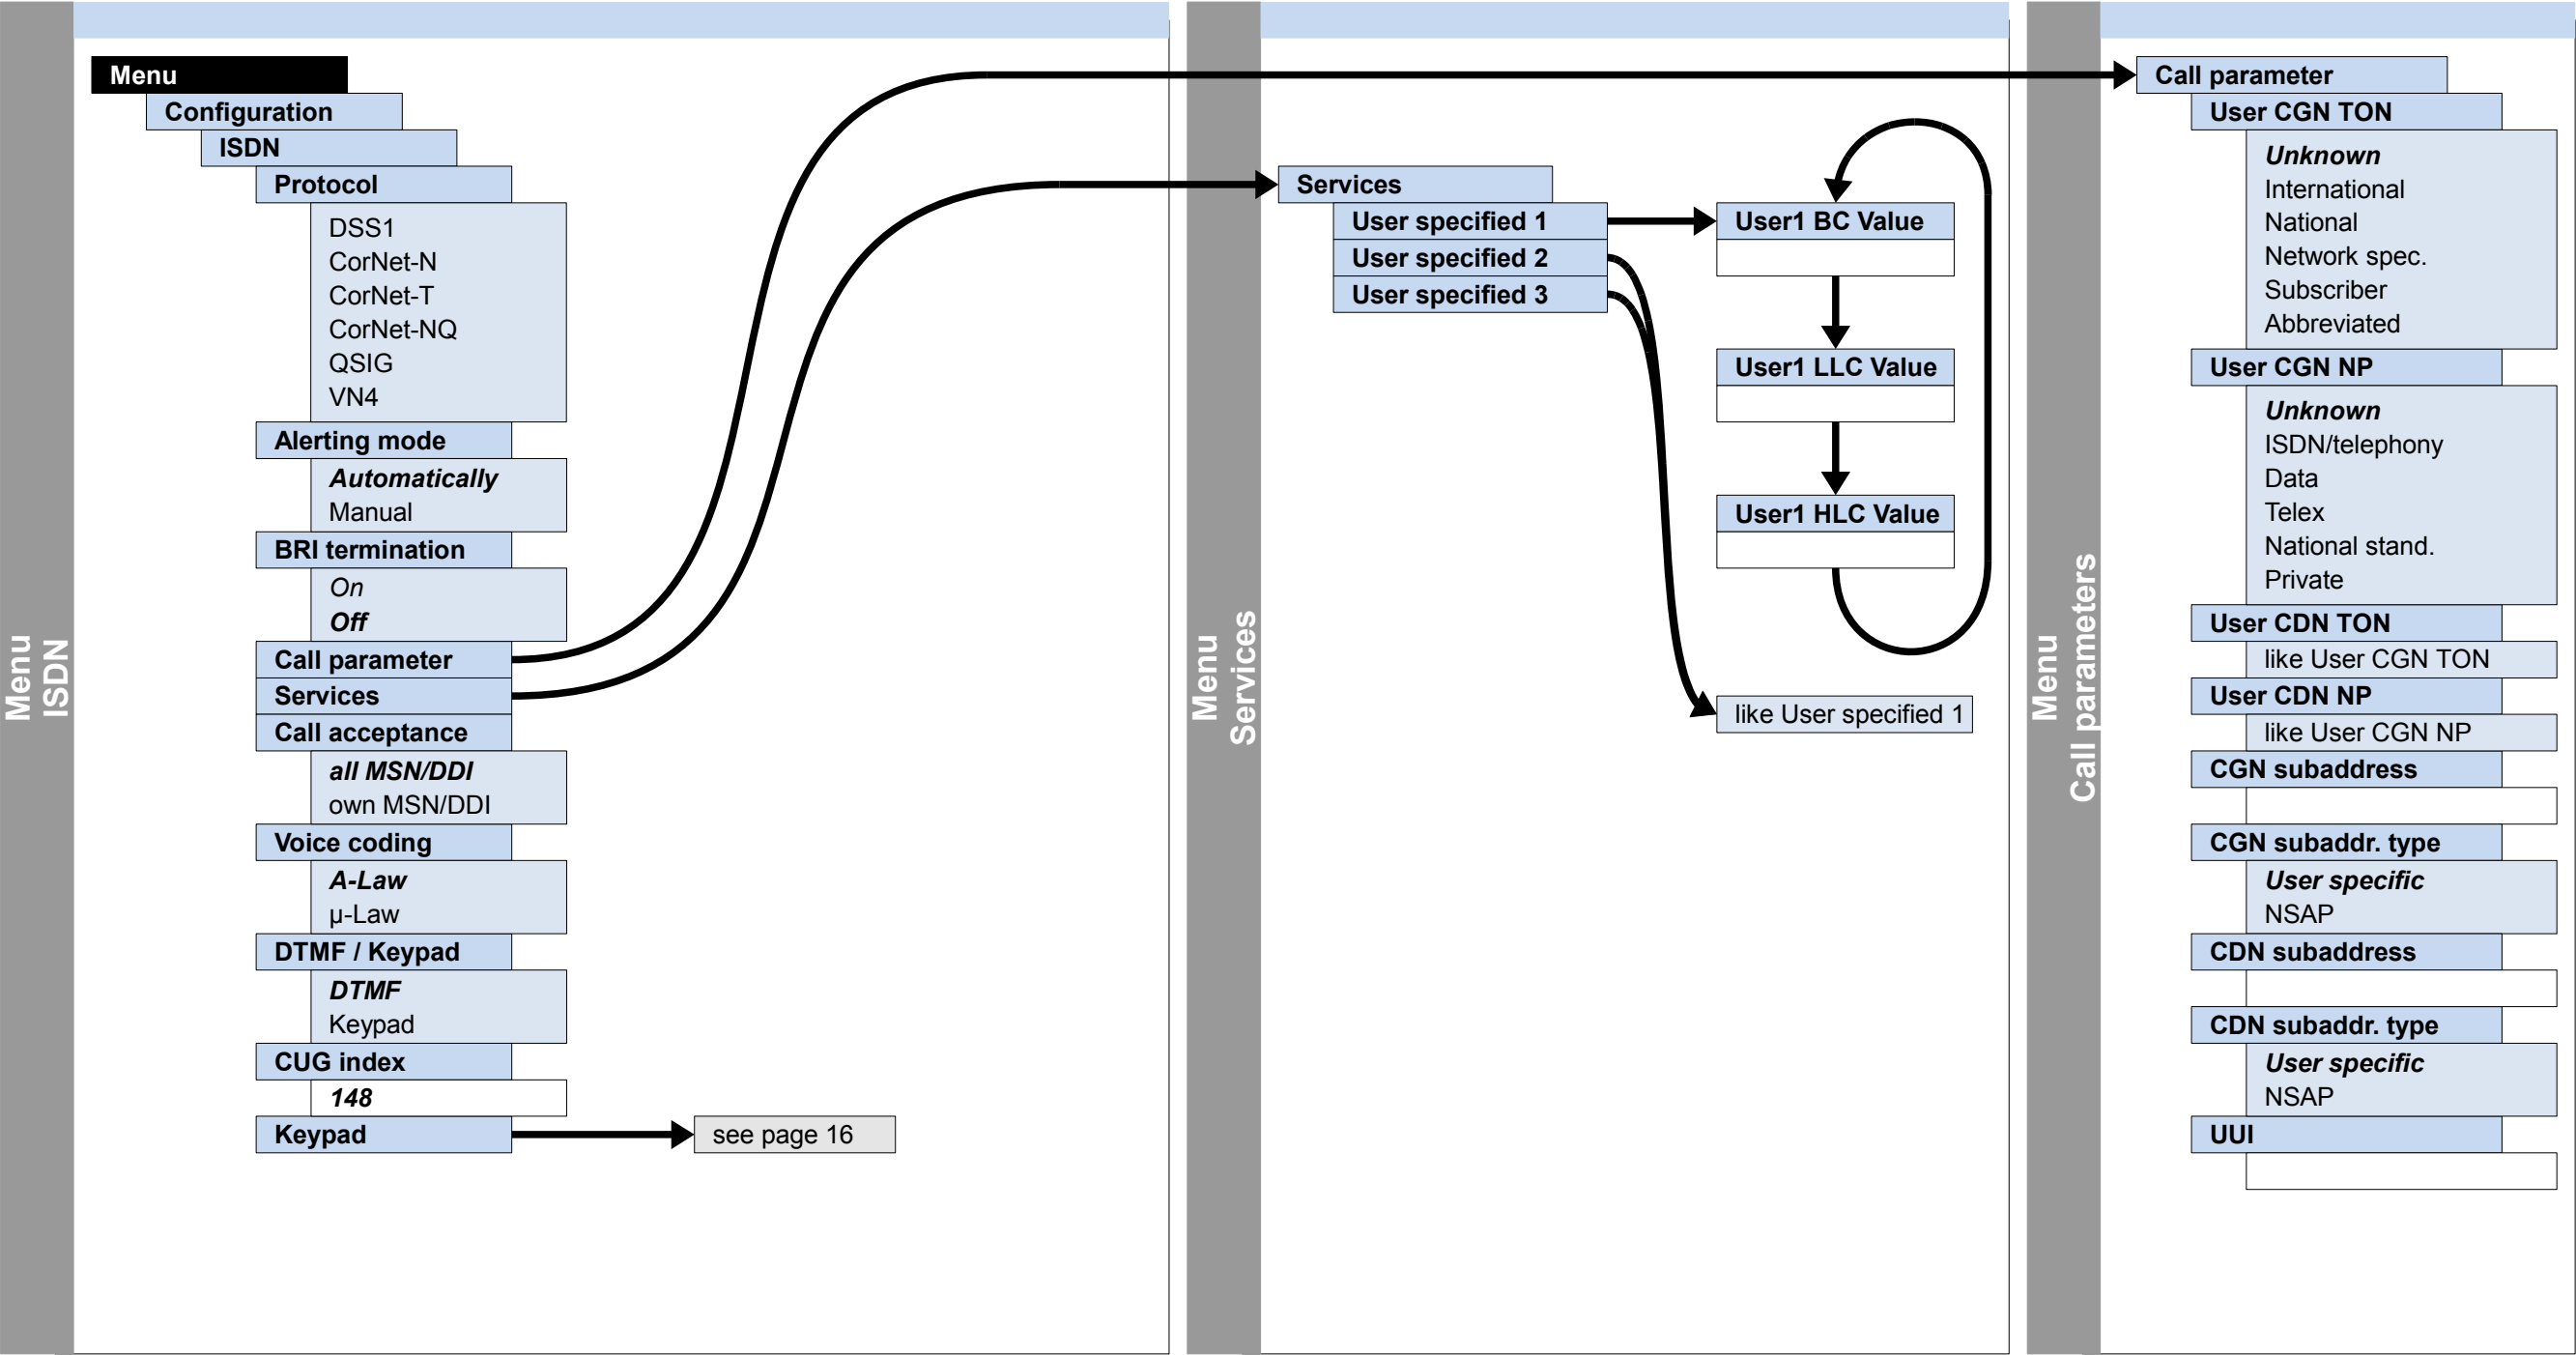 Menu
ISDN
Menu
Configuration
ISDN
Protocol
DSS1
CorNet-N
CorNet-T
CorNet-NQ
QSIG
VN4
Alerting mode
Automatically
Manual
BRI termination
On
Off
Call parameter
Services
Call acceptance
all MSN/DDI
own MSN/DDI
Voice coding
A-Law
µ-Law
DTMF / Keypad
DTMF
Keypad
CUG index
148
Keypad
see page 16
Menu
Services
Services
User specified 1
User specified 2
User specified 3
User1 BC Value
User1 LLC Value
User1 HLC Value
like User specified 1
Menu
Call parameters
Call parameter
User CGN TON
Unknown
International
National
Network spec.
Subscriber
Abbreviated
User CGN NP
Unknown
ISDN/telephony
Data
Telex
National stand.
Private
User CDN TON
like User CGN TON
User CDN NP
like User CGN NP
CGN subaddress
CGN subaddr. type
User specific
NSAP
CDN subaddress
CDN subaddr. type
User specific
NSAP
UUI